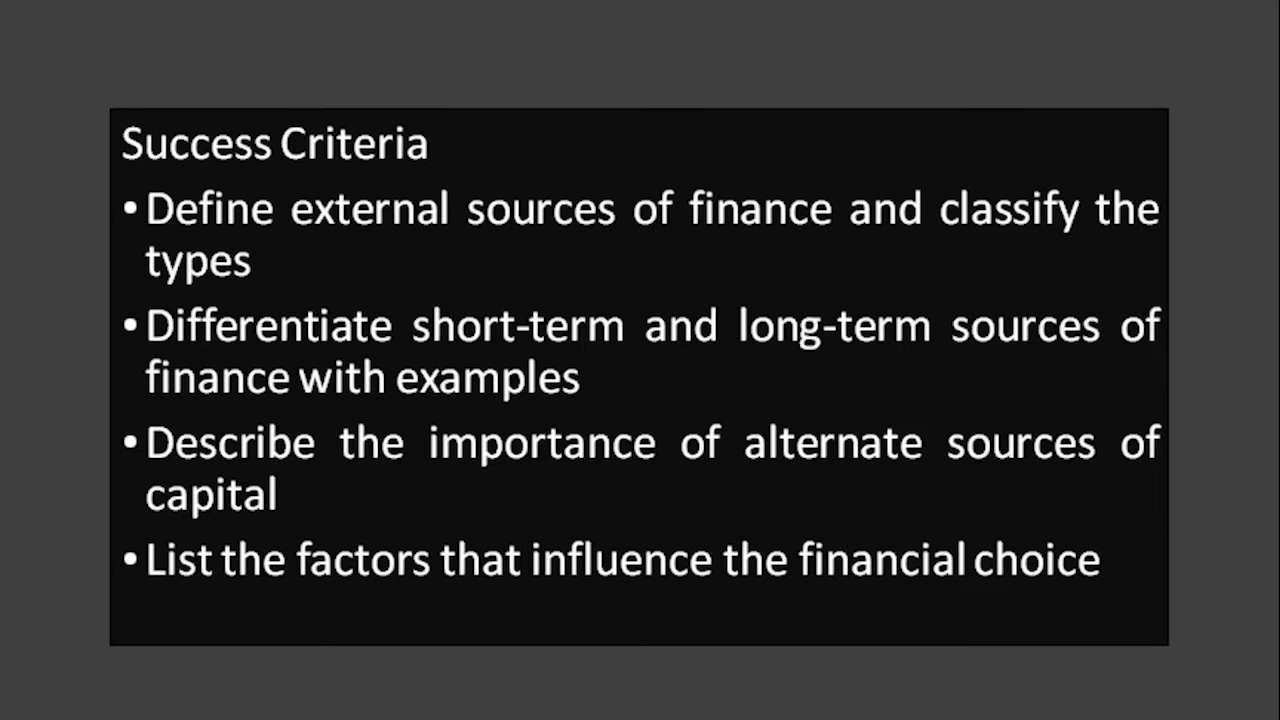 Success Criteria
• Define external sources of finance and classify the
types
• Differentiate short-term and long-term sources of
finance with examples
• Describe the importance of alternate sources of
capital
• List the factors that influence the financial choice